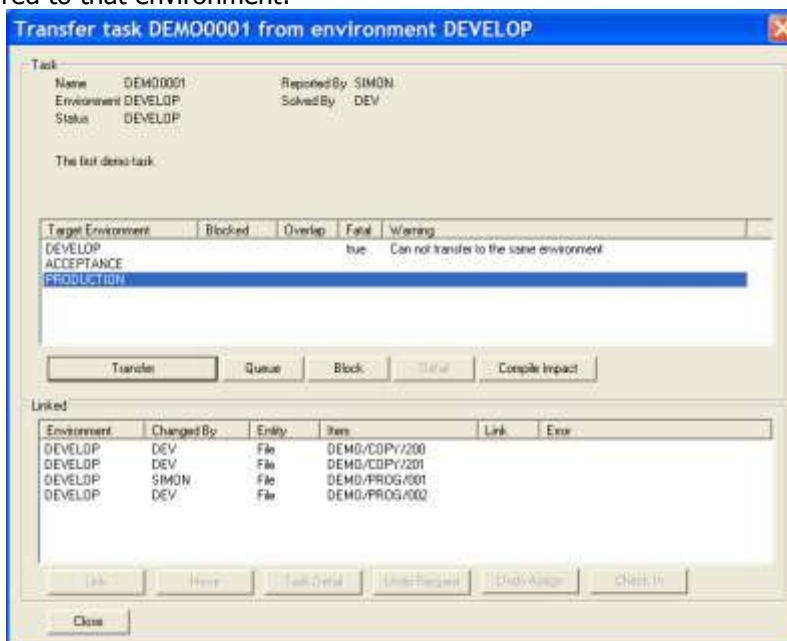 red to that environment.
Transfer task DEMO0001 from environment DEVELOP
Task
Name DEMO0001 Reported By SIMON
Environment DEVELOP Solved By DEV
Status DEVELOP
The first demo task
Target Environment Blocked Overlap Fatal Warning
DEVELOP true Can not transfer to the same environment
ACCEPTANCE
PRODUCTION
Transfer Queue Block Detail Compile Impact
Linked
Environment Changed By Entity Item Link Error
DEVELOP DEV File DEMO/COPY/200
DEVELOP DEV File DEMO/COPY/201
DEVELOP SIMON File DEMO/PROG/001
DEVELOP DEV File DEMO/PROG/002
Link Move Task Detail Undo Request Undo Assign Check In
Close